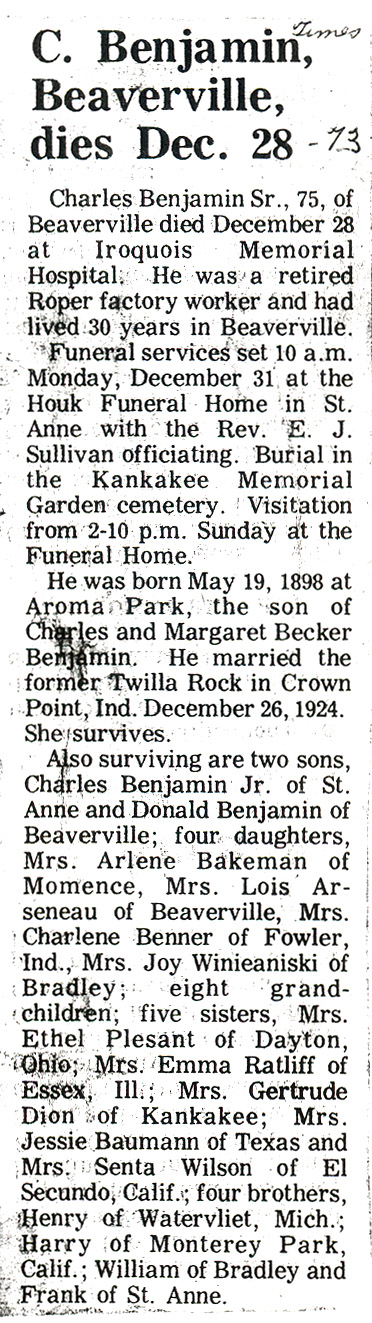 Times
C. Benjamin,
Beaverville,
dies Dec. 28 - 73
Charles Benjamin Sr., 75, of
Beaverville died December 28
at Iroquois Memorial
Hospital. He was a retired
Roper factory worker and had
lived 30 years in Beaverville.
Funeral services set 10 a.m.
Monday, December 31 at the
Houk Funeral Home in St.
Anne with the Rev. E. J.
Sullivan officiating. Burial in
the Kankakee Memorial
Garden cemetery. Visitation
from 2-10 p.m. Sunday at the
Funeral Home.
He was born May 19, 1898 at
Aroma Park, the son of
Charles and Margaret Becker
Benjamin. He married the
former Twilla Rock in Crown
Point, Ind. December 26, 1924.
She survives.
Also surviving are two sons,
Charles Benjamin Jr. of St.
Anne and Donald Benjamin of
Beaverville; four daughters,
Mrs. Arlene Bakeman of
Momence, Mrs. Lois Ar-
seneau of Beaverville, Mrs.
Charlene Benner of Fowler,
Ind., Mrs. Joy Winieaniski of
Bradley; eight grand-
children; five sisters, Mrs.
Ethel Plesant of Dayton,
Ohio; Mrs. Emma Ratliff of
Essex, Ill.; Mrs. Gertrude
Dion of Kankakee; Mrs.
Jessie Baumann of Texas and
Mrs. Senta Wilson of El
Secundo, Calif.; four brothers,
Henry of Watervliet, Mich.;
Harry of Monterey Park,
Calif.; William of Bradley and
Frank of St. Anne.